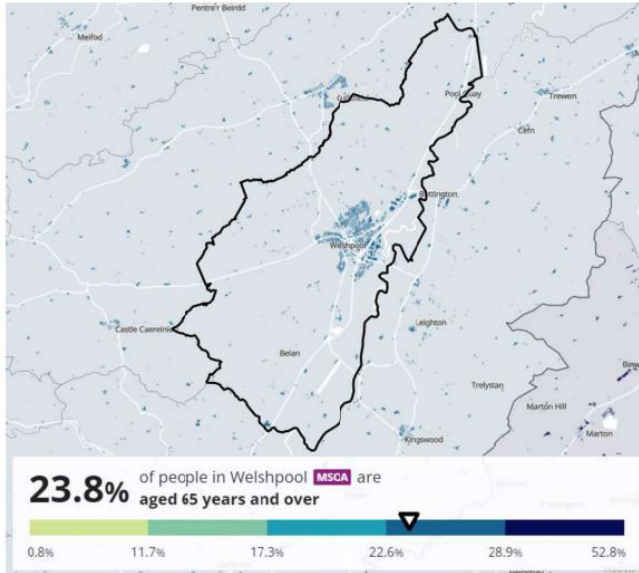 Pentre'r Beirdd
Meifod
Pool Quay
Trewern
Cefn
Buttington
Welshpool
Castle Caereinion
Leighton
Belan
Trelystan
Marton Hill
Marton
Kingswood
23.8% of people in Welshpool MSOA are
aged 65 years and over
0.8% 11.7% 17.3% 22.6% 28.9% 52.8%